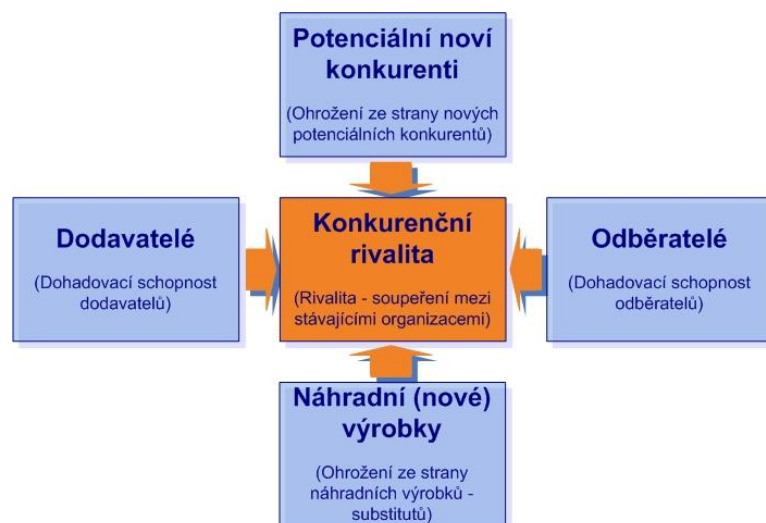 Potenciální noví
konkurenti
(Ohrožení ze strany nových
potenciálních konkurentů)
Dodavatelé
(Dohadovací schopnost
dodavatelů)
Konkurenční
rivalita
(Rivalita - soupeření mezi
stávajícími organizacemi)
Odběratelé
(Dohadovací schopnost
odběratelů)
Náhradní (nové)
výrobky
(Ohrožení ze strany
náhradních výrobků -
substitutů)